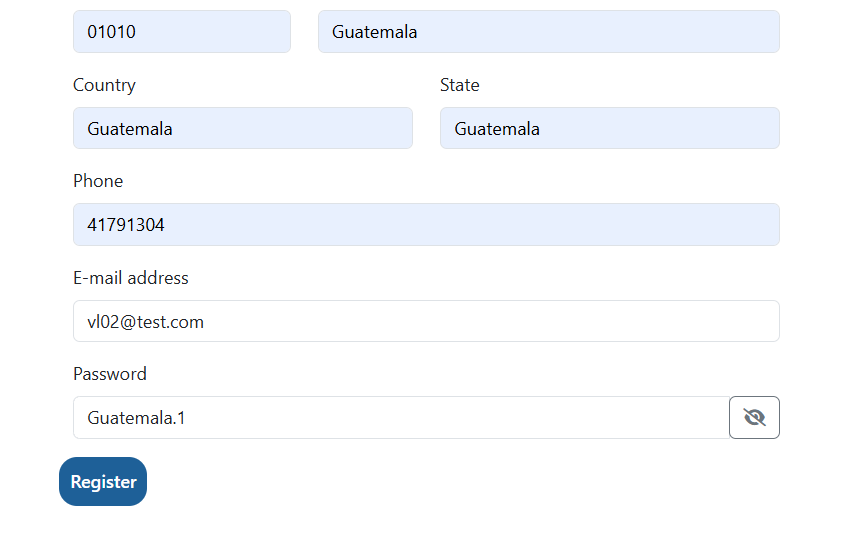 01010 Guatemala
Country State
Guatemala Guatemala
Phone
41791304
E-mail address
vl02@test.com
Password
Guatemala.1
Register